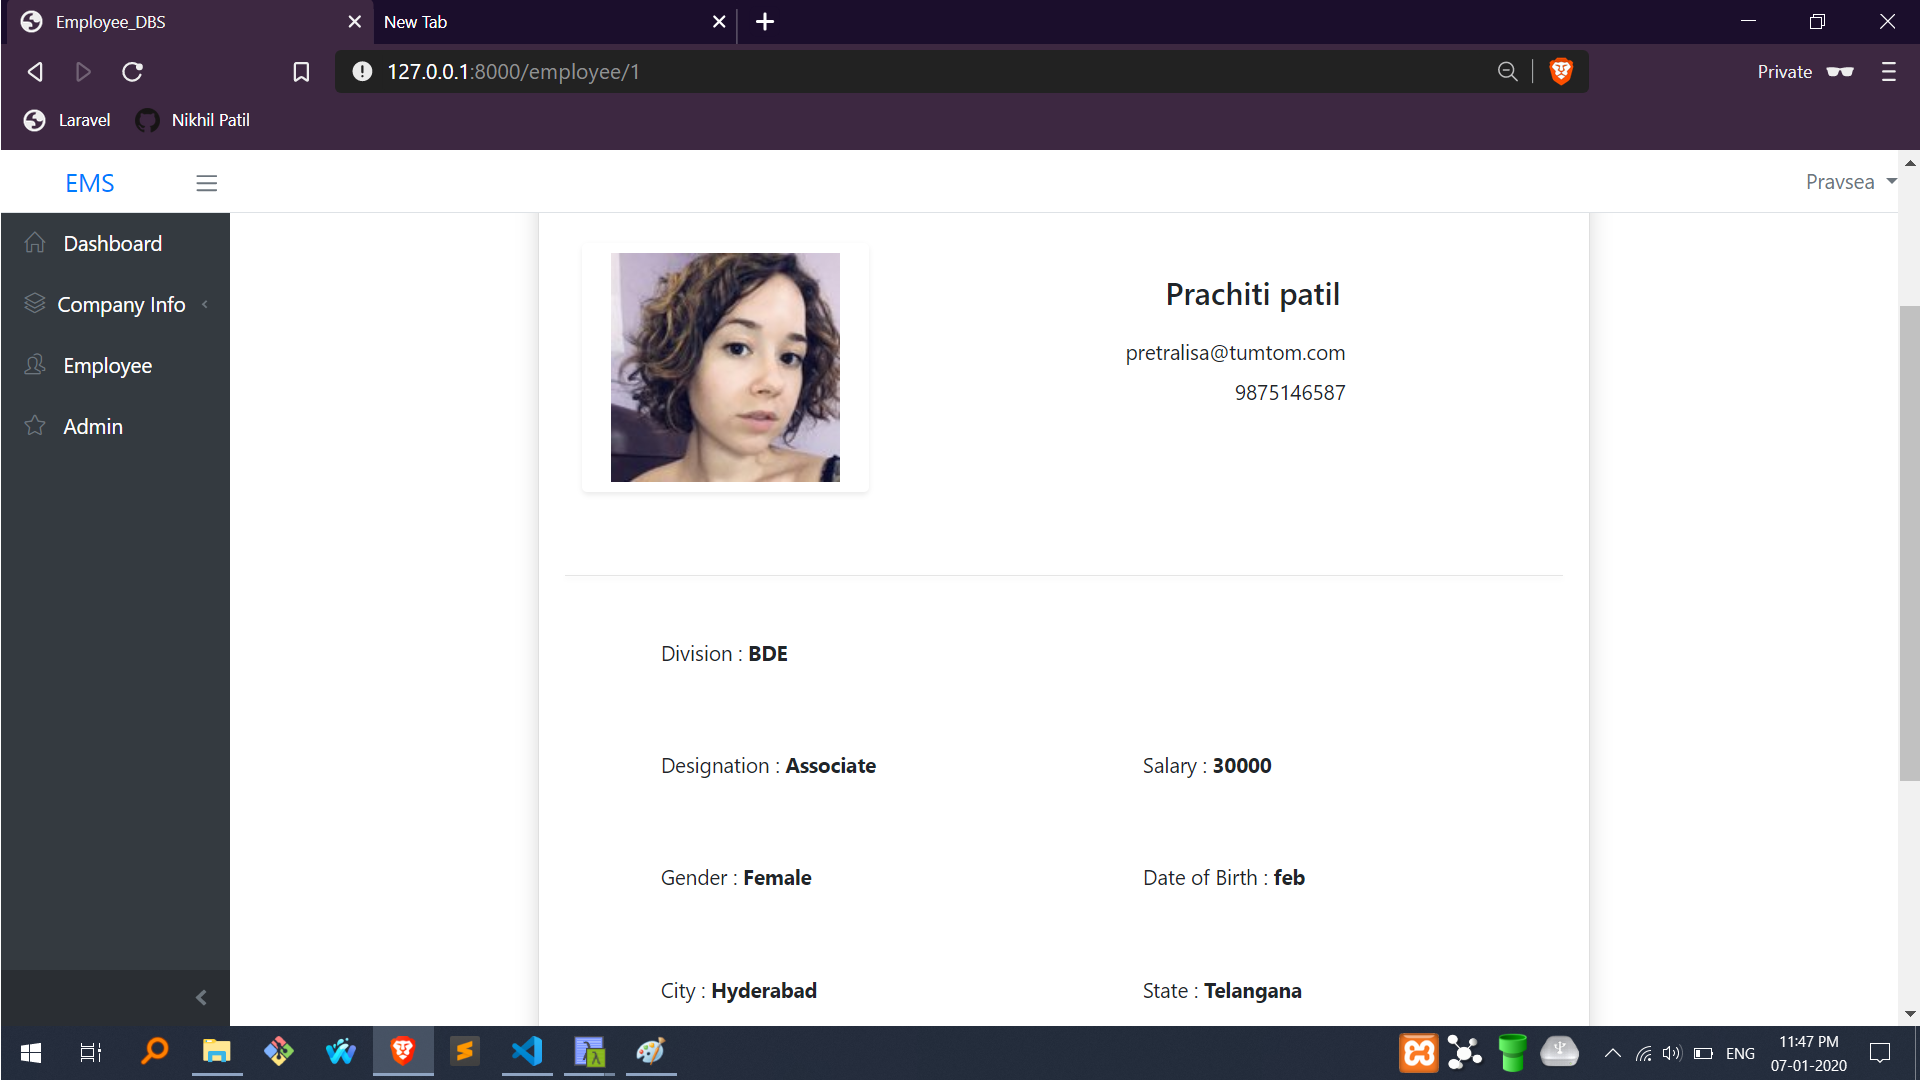 Employee_DBS
New Tab
127.0.0.1:8000/employee/1
Private
Laravel
Nikhil Patil
EMS
Pravsea
Dashboard
Company Info
Employee
Admin
Prachiti patil
pretralisa@tumtom.com
9875146587
Division : BDE
Designation : Associate
Salary : 30000
Gender : Female
Date of Birth : feb
City : Hyderabad
State : Telangana
ENG
11:47 PM
07-01-2020